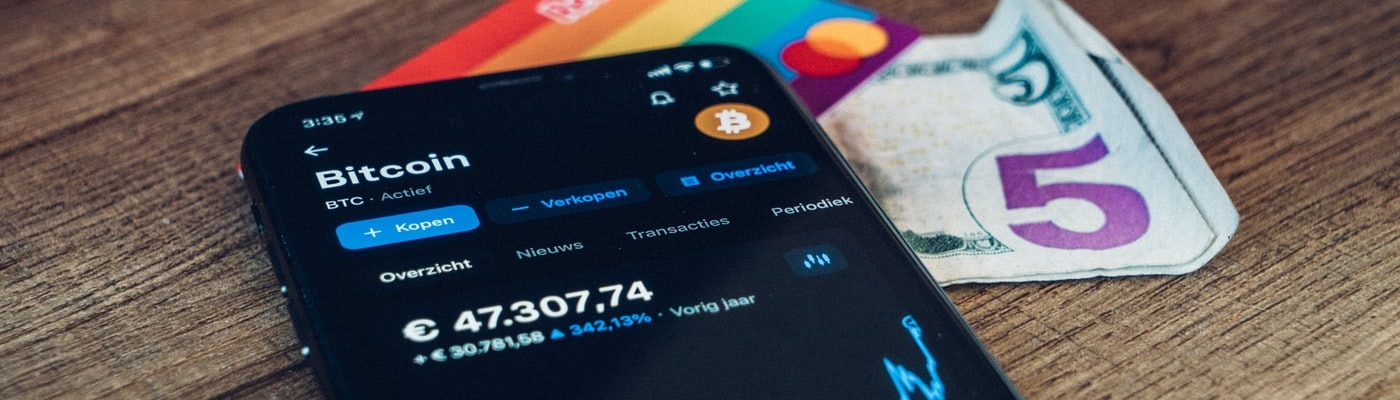 3:35
Bitcoin
BTC · Actief
+ Kopen
— Verkopen
Overzicht
Overzicht
Nieuws
Transacties
Periodiek
€ 47.307,74
+ € 30.781,58 ▲ 342,13% · Vorig jaar
5
5